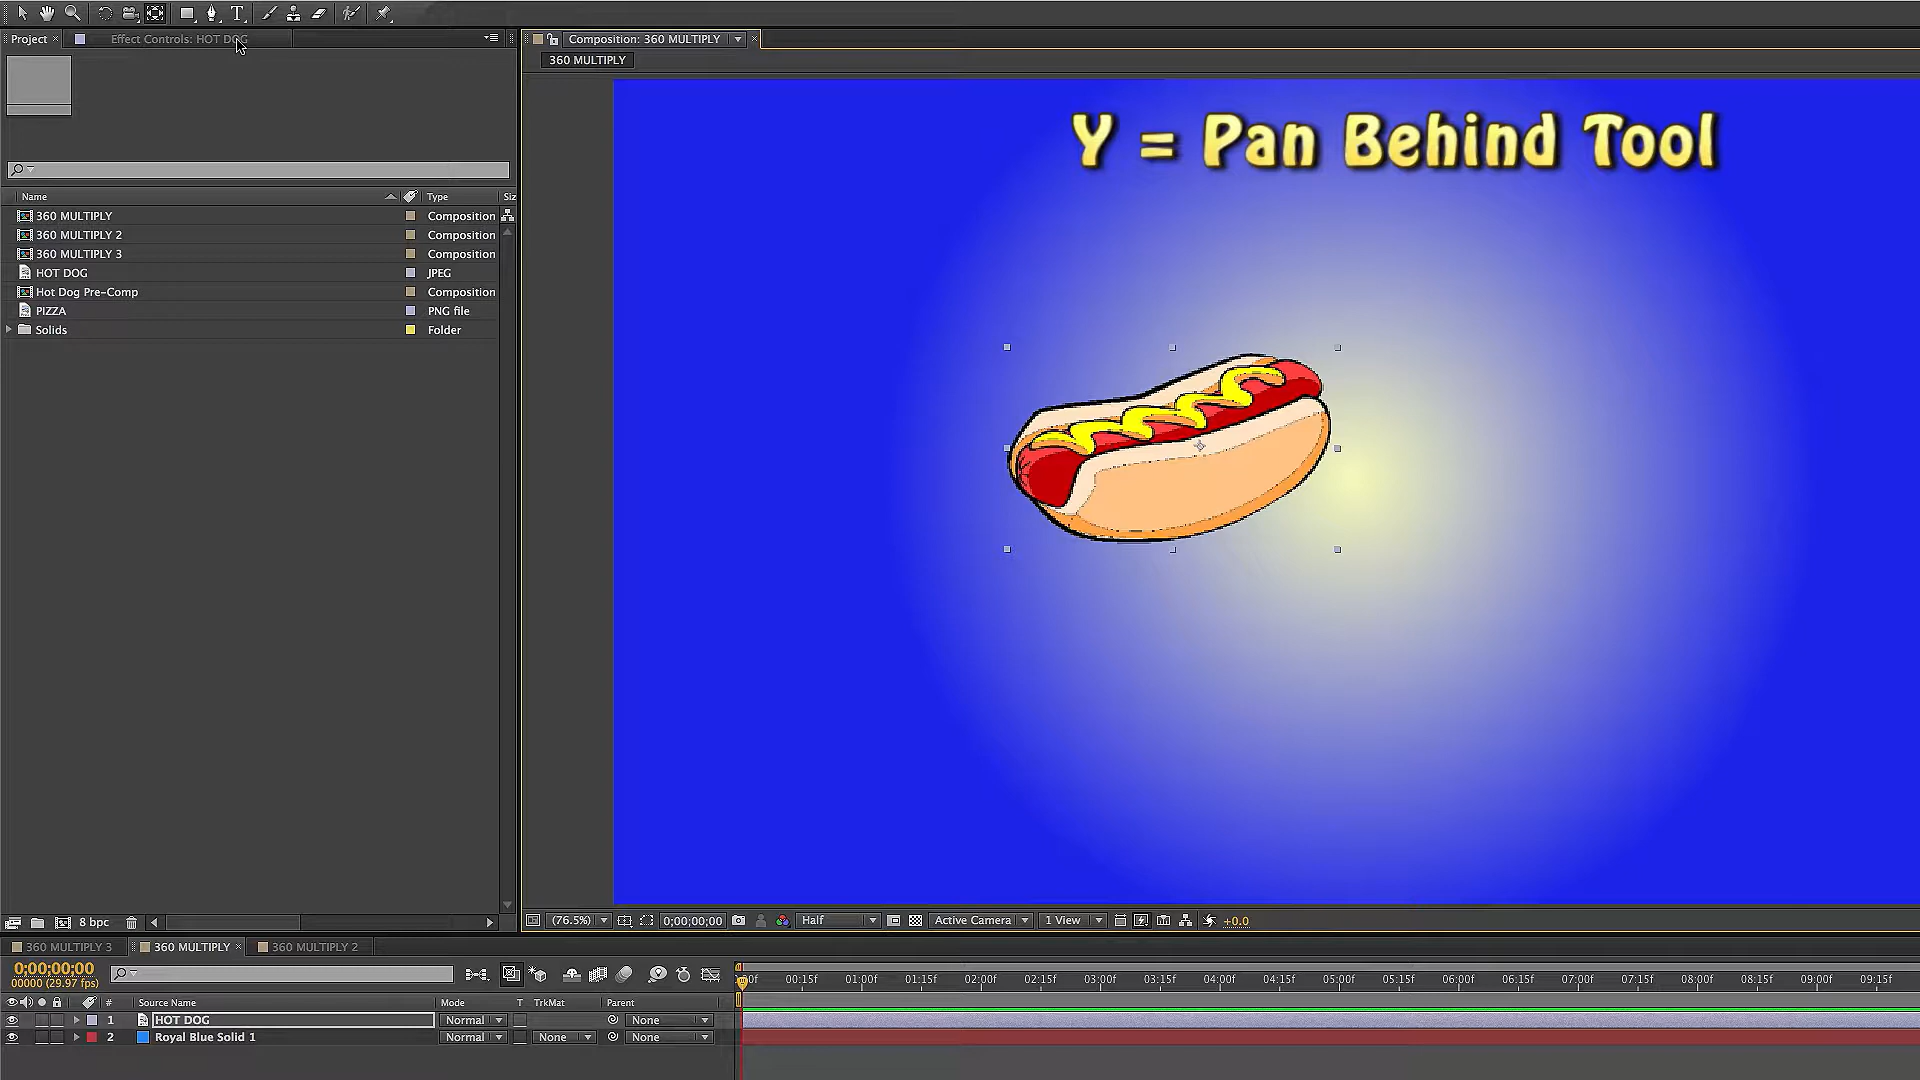 Project
Effect Controls: HOT DOG
Composition: 360 MULTIPLY
360 MULTIPLY
Y = Pan Behind Tool
Name Type Siz
360 MULTIPLY Composition
360 MULTIPLY 2 Composition
360 MULTIPLY 3 Composition
HOT DOG JPEG
Hot Dog Pre-Comp Composition
PIZZA PNG file
Solids Folder
8 bpc
(76.5%) 0;00;00;00 Half Active Camera 1 View +0.0
360 MULTIPLY 3 360 MULTIPLY 360 MULTIPLY 2
0;00;00;00
00000 (29.97 fps)
:00f 00:15f 01:00f 01:15f 02:00f 02:15f 03:00f 03:15f 04:00f 04:15f 05:00f 05:15f 06:00f 06:15f 07:00f 07:15f 08:00f 08:15f 09:00f 09:15f
# Source Name Mode T TrkMat Parent
1 HOT DOG Normal None
2 Royal Blue Solid 1 Normal None None